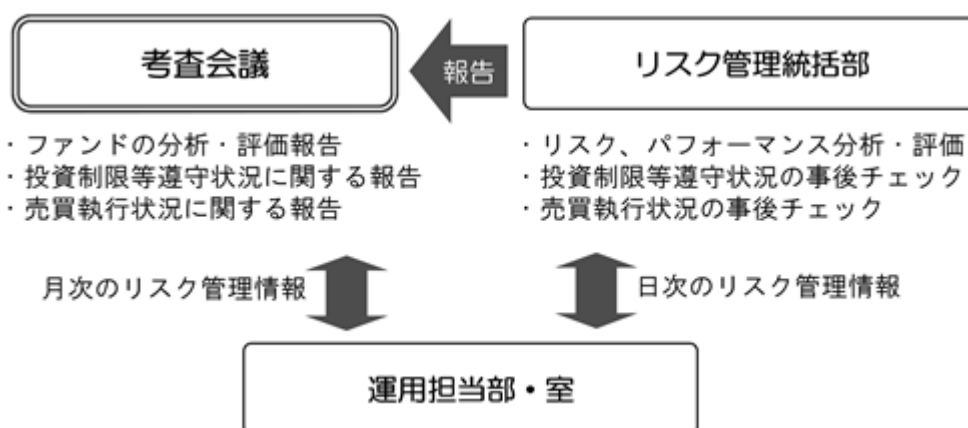 考査会議
報告
リスク管理統括部
・ファンドの分析・評価報告
・投資制限等遵守状況に関する報告
・売買執行状況に関する報告
・リスク、パフォーマンス分析・評価
・投資制限等遵守状況の事後チェック
・売買執行状況の事後チェック
月次のリスク管理情報
日次のリスク管理情報
運用担当部・室